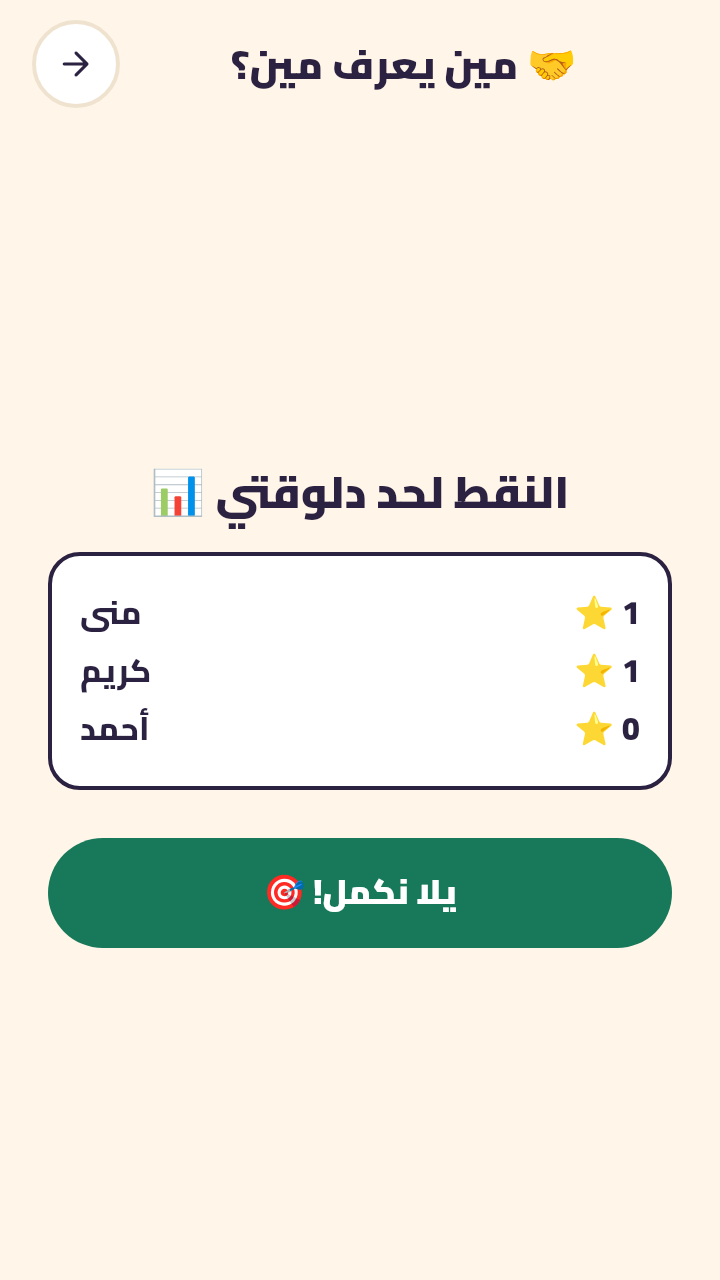 🤝 مين يعرف مين؟
النقط لحد دلوقتي 📊
منى 1 ⭐
كريم 1 ⭐
أحمد 0 ⭐
يلا نكمل! 🎯